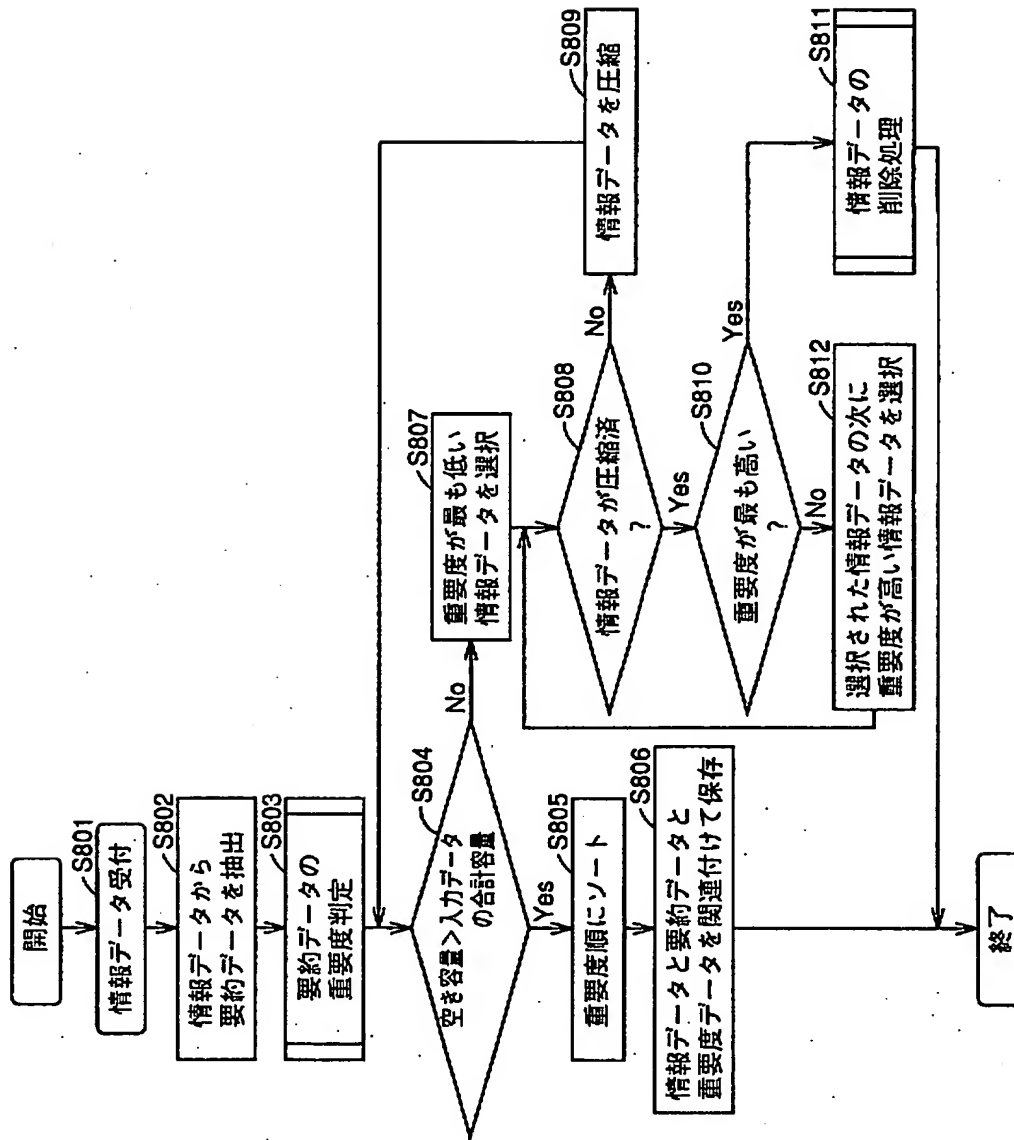 開始
S801
情報データ受付
S802
情報データから
要約データを抽出
S803
要約データの
重要度判定
S804
空き容量>入力データ
の合計容量
Yes
No
S805
重要度順にソート
S806
情報データと要約データと
重要度データを関連付けて保存
S807
重要度が最も低い
情報データを選択
S808
情報データが圧縮済
?
No
Yes
S809
情報データを圧縮
S810
重要度が最も高い
?
Yes
No
S811
情報データの
削除処理
S812
選択された情報データの次に
重要度が高い情報データを選択
終了